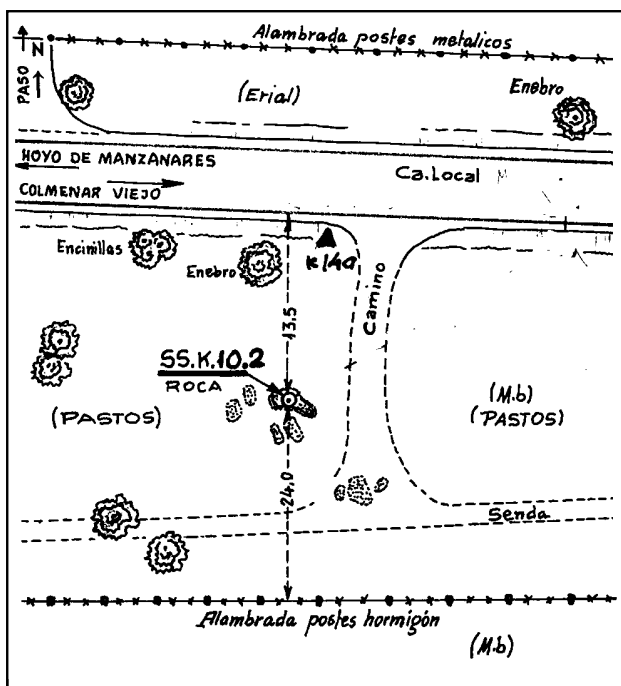 Alambrada postes metalicos
N
PASO
(Erial)
Enebro
HOYO DE MANZANARES
Ca. Local
COLMENAR VIEJO
Encinillas
Enebro
Camino
13.5
SS.K.10.2
ROCA
(PASTOS)
(M.b)
(PASTOS)
24.0
Senda
Alambrada postes hormigón
(M.b)